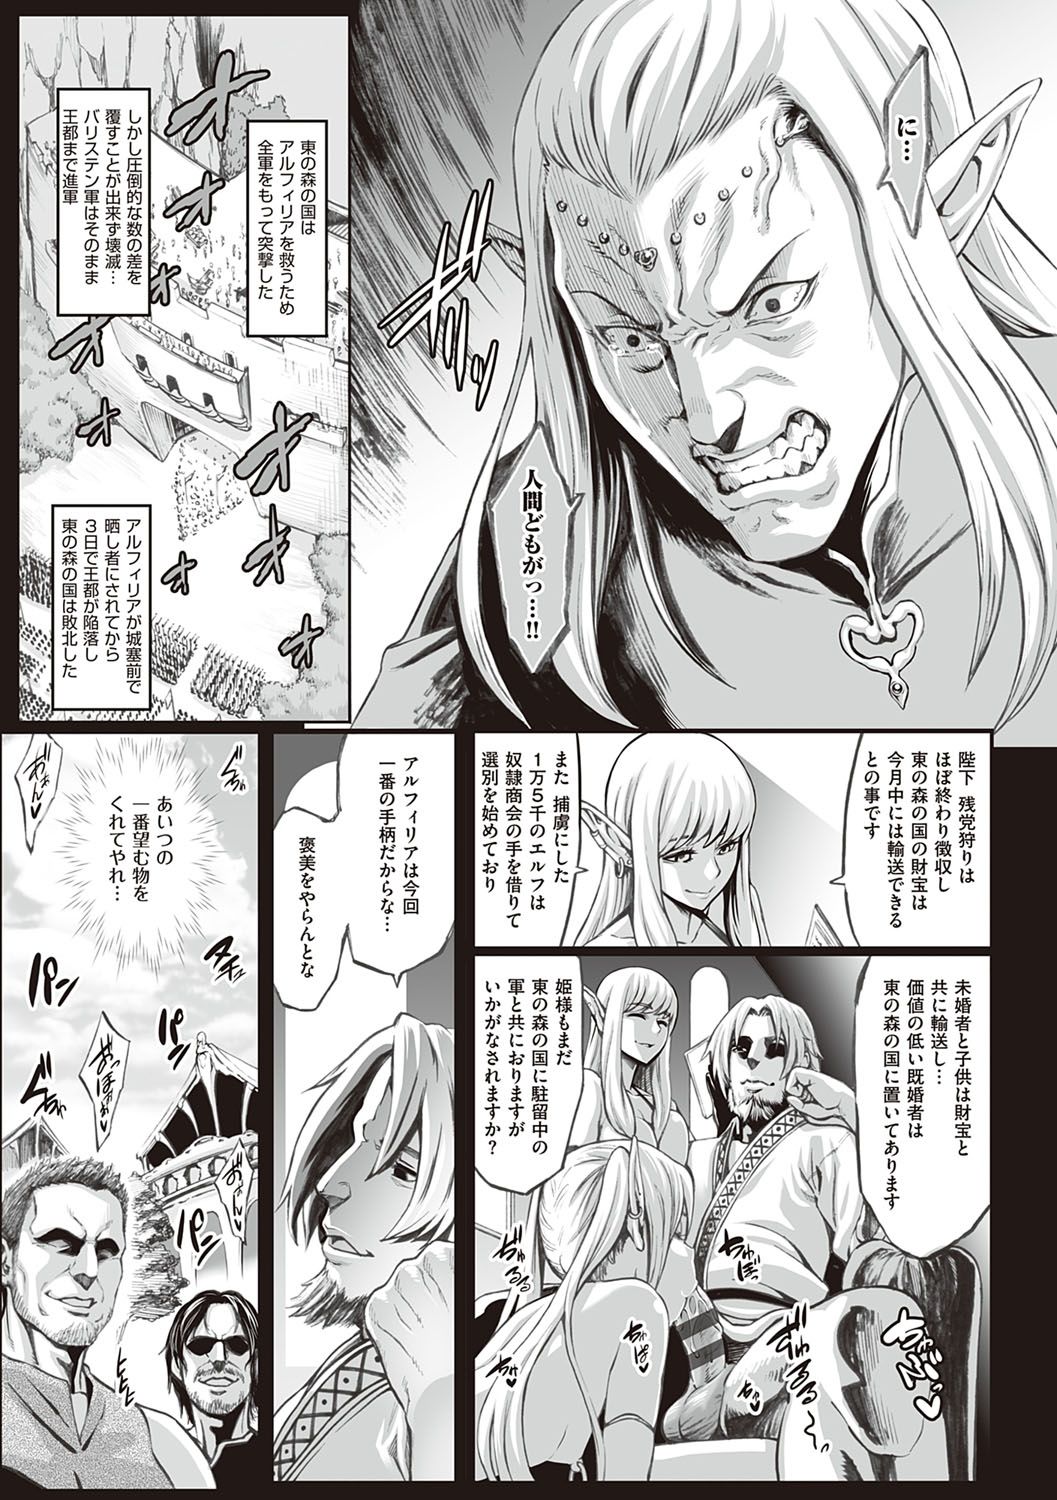 に…
人間どもがっ…!!
ギリッ
東の森の国は
アルフィリアを救うため
全軍をもって突撃した
しかし圧倒的な数の差を
覆すことが出来ず壊滅…
バリステン軍はそのまま
王都まで進軍
オ
オ
オ
オ
オ
オ
オ
オ
アルフィリアが城塞前で
晒し者にされてから
3日で王都が陥落し
東の森の国は敗北した
陛下 残党狩りは
ほぼ終わり徴収し
東の森の国の財宝は
今月中には輸送できる
との事です
また 捕虜にした
1万5千のエルフは
奴隷商会の手を借りて
選別を始めており
未婚者と子供は財宝と
共に輸送し…
価値の低い既婚者は
東の森の国に置いてあります
姫様もまだ
東の森の国に駐留中の
軍と共におりますが
いかがなされますか?
ぢゅるるる
アルフィリアは今回
一番の手柄だからな…
褒美をやらんとな
あいつの
一番望む物を
くれてやれ…
パン
パン
パン